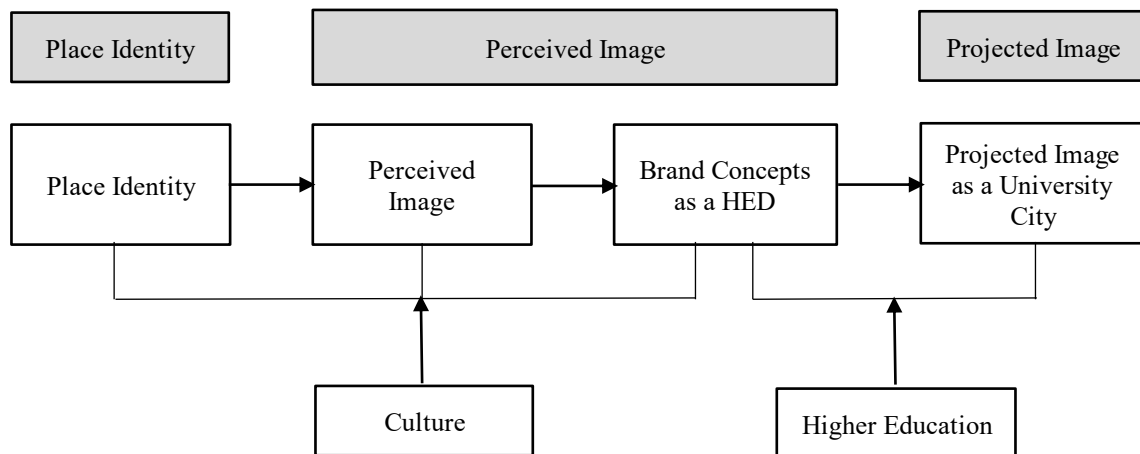 Place Identity
Perceived Image
Projected Image
Place Identity
Perceived
Image
Brand Concepts
as a HED
Projected Image
as a University
City
Culture
Higher Education